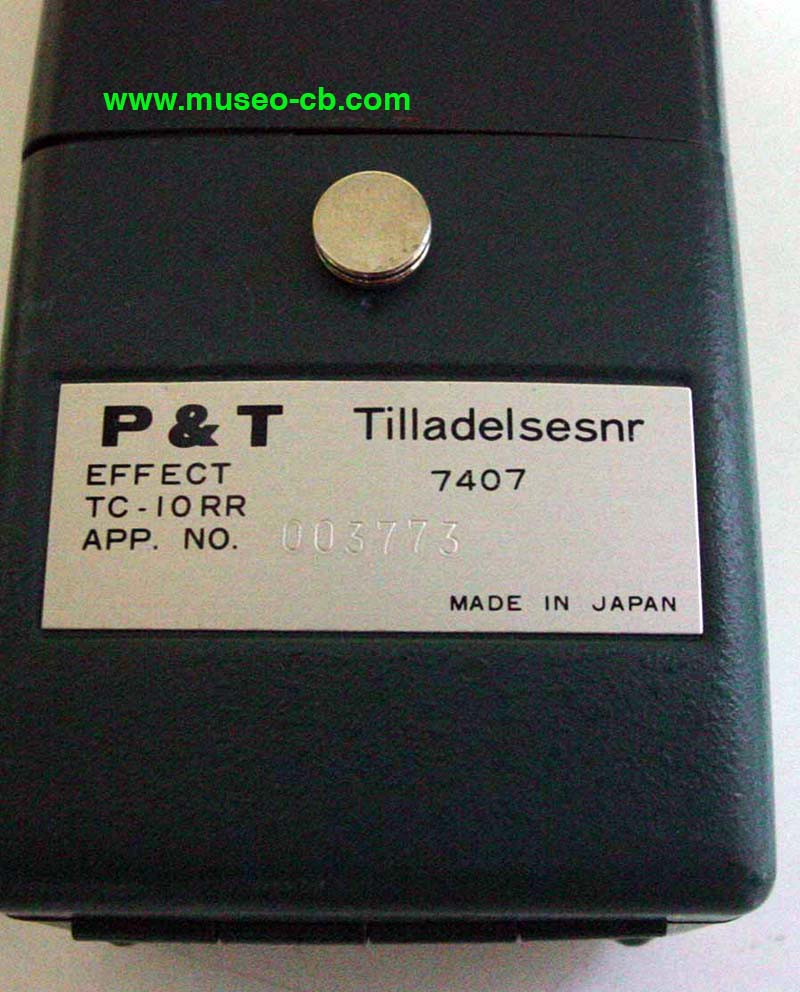 www.museo-cb.com
P & T Tilladelsesnr
EFFECT 7407
TC-10RR
APP. NO. 003773
MADE IN JAPAN